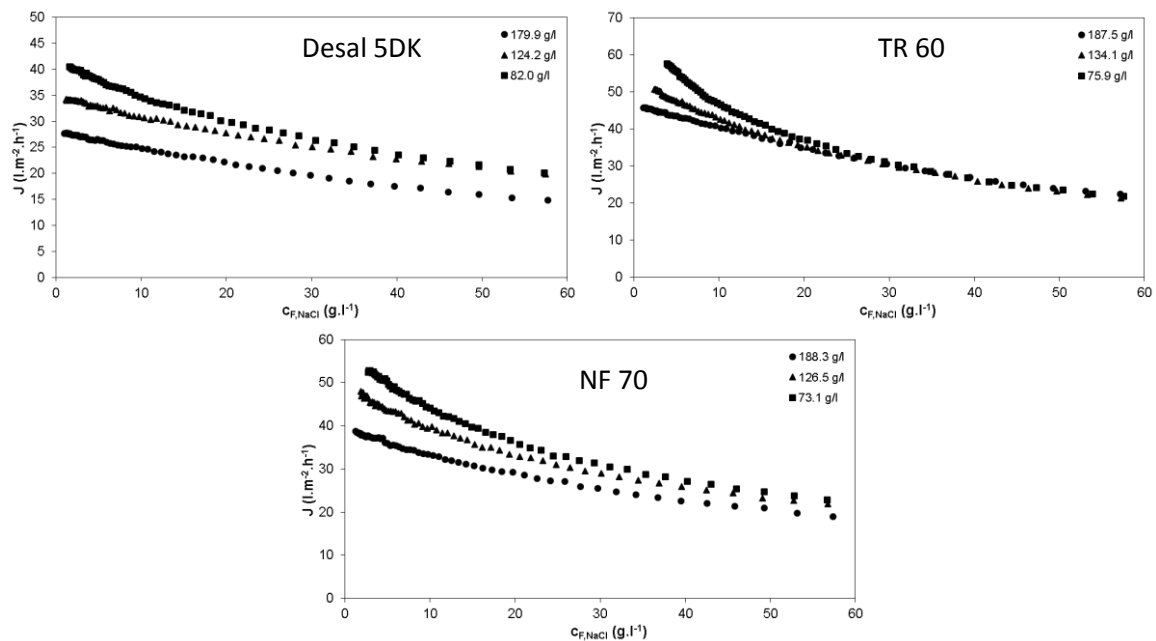 Desal 5DK
179.9 g/l
124.2 g/l
82.0 g/l
J (l.m⁻².h⁻¹)
50
45
40
35
30
25
20
15
10
5
0
0 10 20 30 40 50 60
cF,NaCl (g.l⁻¹)
TR 60
187.5 g/l
134.1 g/l
75.9 g/l
J (l.m⁻².h⁻¹)
70
60
50
40
30
20
10
0
0 10 20 30 40 50 60
cF,NaCl (g.l⁻¹)
NF 70
188.3 g/l
126.5 g/l
73.1 g/l
J (l.m⁻².h⁻¹)
60
50
40
30
20
10
0
0 10 20 30 40 50 60
cF,NaCl (g.l⁻¹)